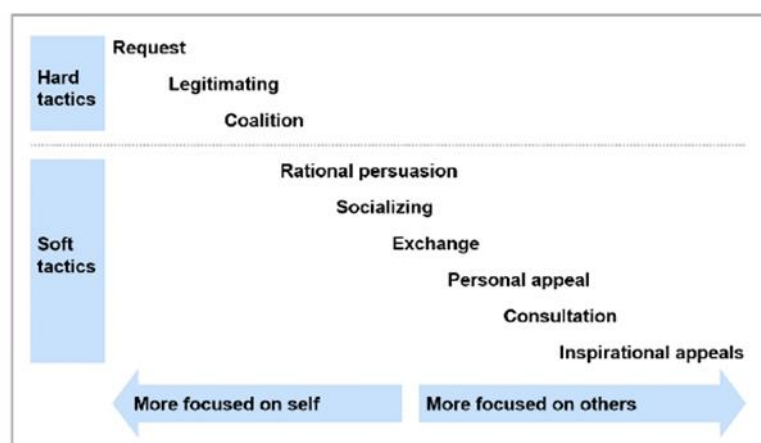 Hard
tactics
Request
Legitimating
Coalition
Soft
tactics
Rational persuasion
Socializing
Exchange
Personal appeal
Consultation
Inspirational appeals
More focused on self
More focused on others